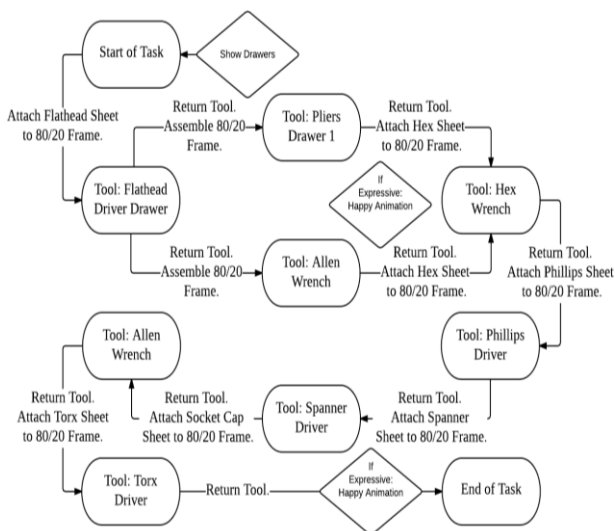 Start of Task
Show Drawers
Attach Flathead Sheet
to 80/20 Frame.
Return Tool.
Assemble 80/20
Frame.
Tool: Pliers
Drawer 1
Return Tool.
Attach Hex Sheet
to 80/20 Frame.
Tool: Flathead
Driver Drawer
If
Expressive:
Happy Animation
Tool: Hex
Wrench
Return Tool.
Assemble 80/20
Frame.
Tool: Allen
Wrench
Return Tool.
Attach Hex Sheet
to 80/20 Frame.
Return Tool.
Attach Phillips Sheet
to 80/20 Frame.
Tool: Phillips
Driver
Return Tool.
Attach Spanner
Sheet to 80/20 Frame.
Tool: Spanner
Driver
Return Tool.
Attach Socket Cap
Sheet to 80/20 Frame.
Tool: Allen
Wrench
Return Tool.
Attach Torx Sheet
to 80/20 Frame.
Tool: Torx
Driver
Return Tool.
If
Expressive:
Happy Animation
End of Task